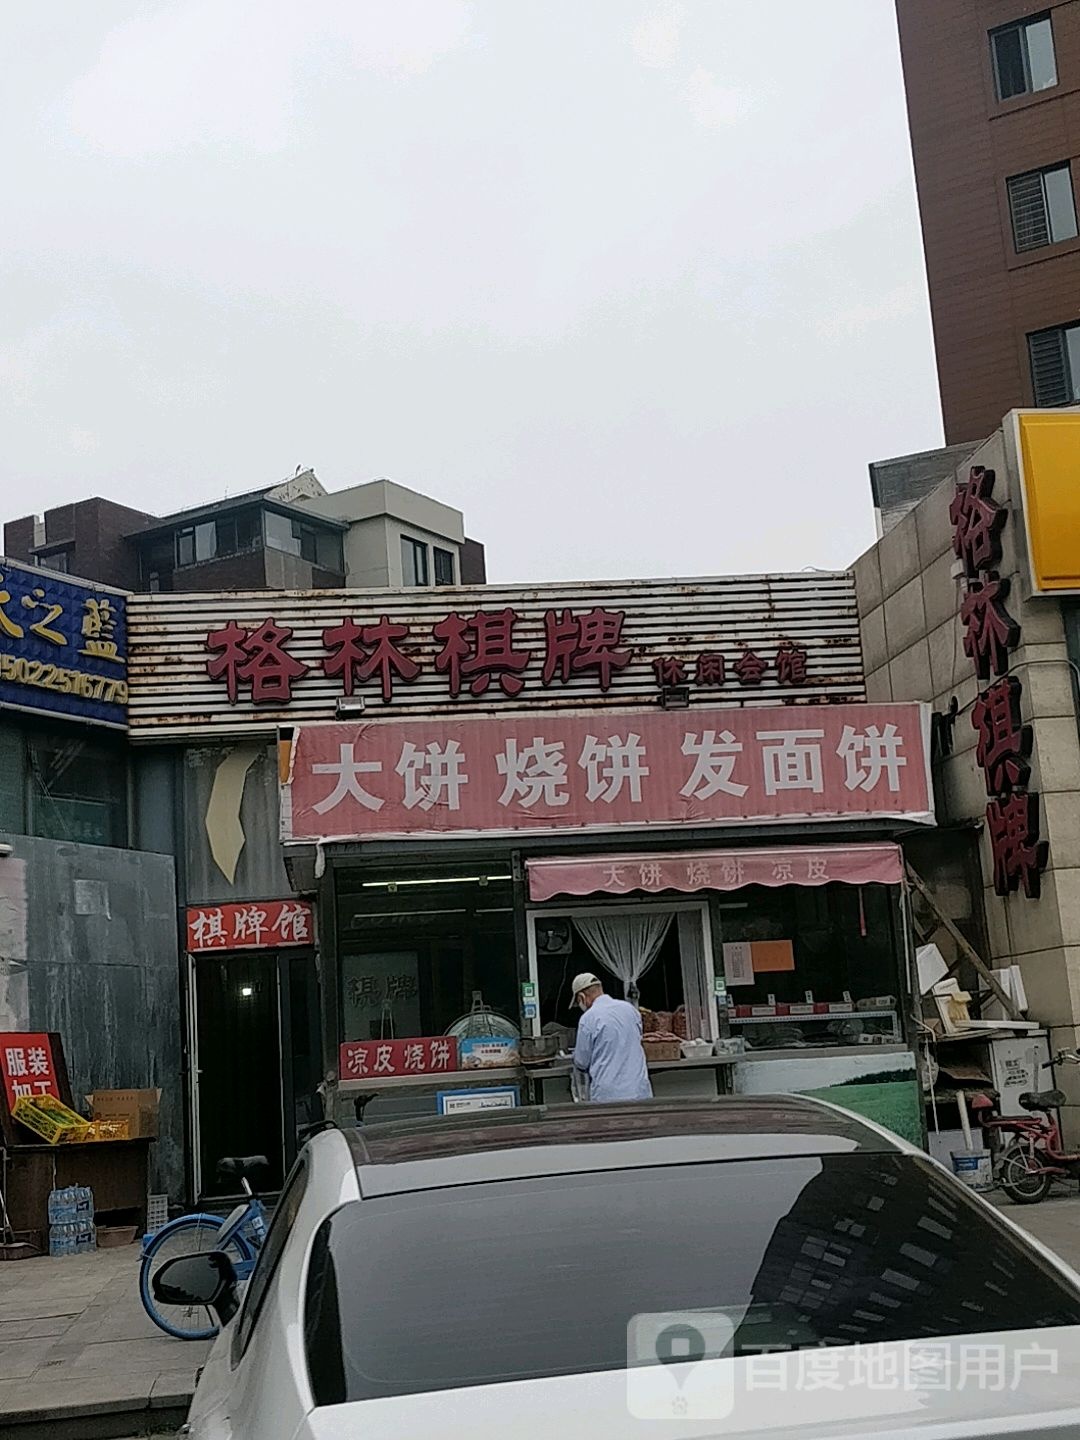 之蓝
15022516779
格林棋牌 休闲会馆
格林棋牌
大饼 烧饼 发面饼
大饼 烧饼 凉皮
棋牌馆
棋牌
凉皮 烧饼
服装
加工
百度地图用户